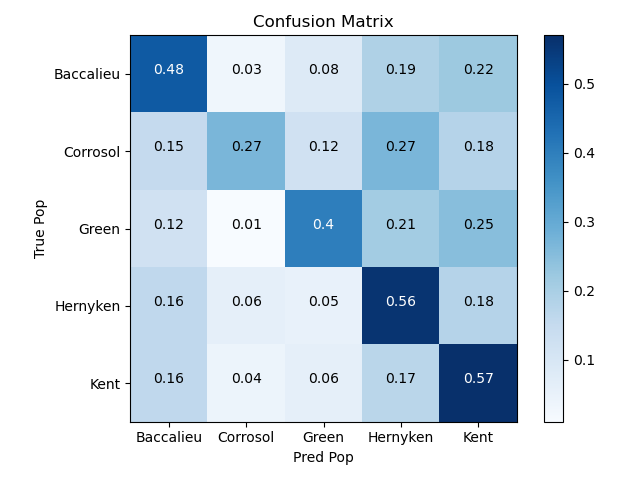 Confusion Matrix
Baccalieu 0.48 0.03 0.08 0.19 0.22
Corrosol 0.15 0.27 0.12 0.27 0.18
Green 0.12 0.01 0.4 0.21 0.25
Hernyken 0.16 0.06 0.05 0.56 0.18
Kent 0.16 0.04 0.06 0.17 0.57
Baccalieu Corrosol Green Hernyken Kent
Pred Pop
True Pop
0.5
0.4
0.3
0.2
0.1